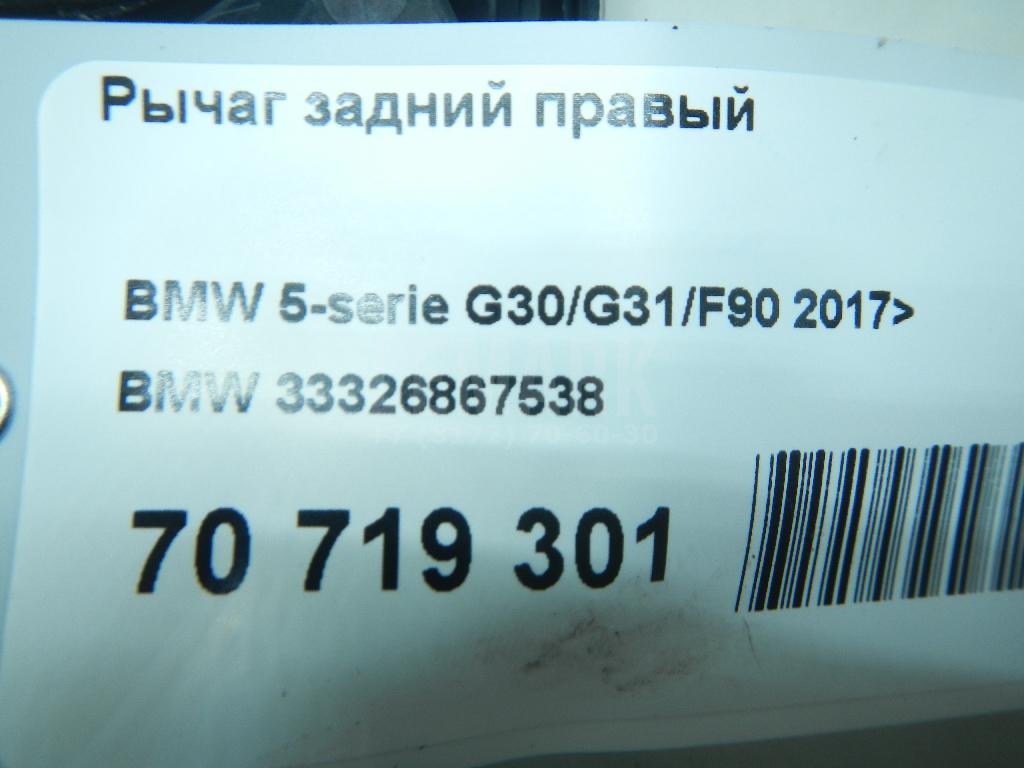 Рычаг задний правый
BMW 5-serie G30/G31/F90 2017>
BMW 33326867538
70 719 301